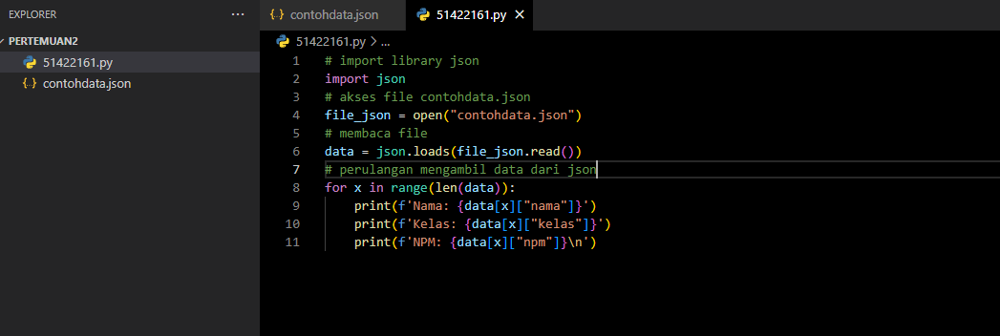 EXPLORER ...
PERTEMUAN2
51422161.py
{..} contohdata.json
{..} contohdata.json 51422161.py ×
51422161.py > ...
1 # import library json
2 import json
3 # akses file contohdata.json
4 file_json = open("contohdata.json")
5 # membaca file
6 data = json.loads(file_json.read())
7 # perulangan mengambil data dari json
8 for x in range(len(data)):
9 print(f'Nama: {data[x]["nama"]}')
10 print(f'Kelas: {data[x]["kelas"]}')
11 print(f'NPM: {data[x]["npm"]}\n')